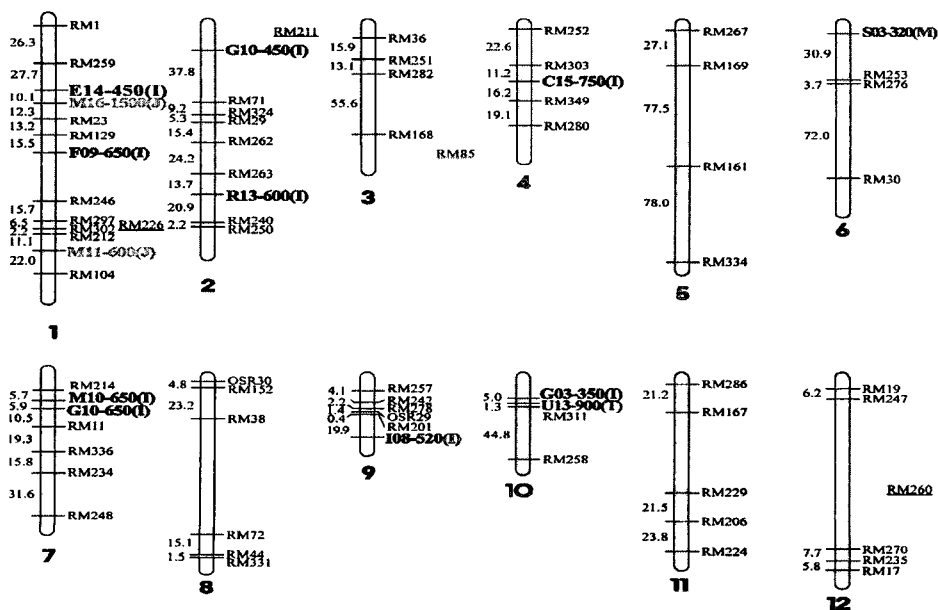 RM1
26.3
RM259
27.7
E14-450(I)
10.1
M16-1500(J)
12.3
RM23
13.2
RM129
15.5
F09-650(I)
RM246
15.7
RM297
6.5
RM302
RM226
2.2
RM212
11.1
M11-600(J)
22.0
RM104
1
RM211
G10-450(I)
37.8
RM71
9.2
RM324
5.3
RM29
15.4
RM262
24.2
RM263
13.7
R13-600(I)
20.9
RM240
2.2
RM250
2
RM36
15.9
RM251
13.1
RM282
55.6
RM168
RM85
3
RM252
22.6
RM303
11.2
C15-750(I)
16.2
RM349
19.1
RM280
4
RM267
27.1
RM169
77.5
RM161
78.0
RM334
5
S03-320(M)
30.9
RM253
3.7
RM276
72.0
RM30
6
RM214
5.7
M10-650(I)
5.9
G10-650(I)
10.5
RM11
19.3
RM336
15.8
RM234
31.6
RM248
7
OSR30
4.8
RM152
23.2
RM38
RM72
15.1
RM44
1.5
RM331
8
RM257
4.1
RM242
2.2
RM278
1.4
OSR29
0.4
RM201
19.9
I08-520(I)
9
G03-350(I)
5.0
U13-900(T)
1.3
RM311
44.8
RM258
10
RM286
21.2
RM167
RM229
21.5
RM206
23.8
RM224
11
RM19
6.2
RM247
RM260
RM270
7.7
RM235
5.8
RM17
12